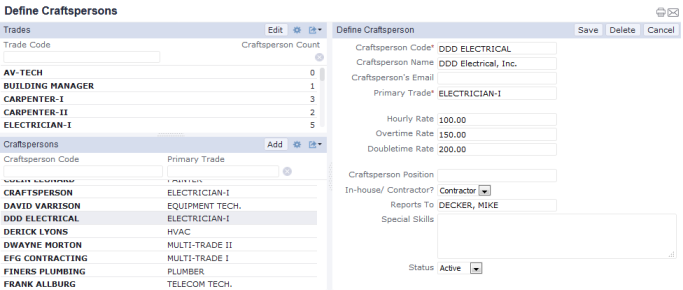 Define Craftspersons
Trades Edit
Trade Code Craftsperson Count
AV-TECH 0
BUILDING MANAGER 1
CARPENTER-I 3
CARPENTER-II 2
ELECTRICIAN-I 5
Craftspersons Add
Craftsperson Code Primary Trade
COLIN LEONARD PAINTER
CRAFTSPERSON ELECTRICIAN-I
DAVID VARRISON EQUIPMENT TECH.
DDD ELECTRICAL ELECTRICIAN-I
DERICK LYONS HVAC
DWAYNE MORTON MULTI-TRADE II
EFG CONTRACTING MULTI-TRADE I
FINERS PLUMBING PLUMBER
FRANK ALLBURG TELECOM TECH.
Define Craftsperson Save Delete Cancel
Craftsperson Code* DDD ELECTRICAL
Craftsperson Name DDD Electrical, Inc.
Craftsperson's Email
Primary Trade* ELECTRICIAN-I
Hourly Rate 100.00
Overtime Rate 150.00
Doubletime Rate 200.00
Craftsperson Position
In-house/ Contractor? Contractor
Reports To DECKER, MIKE
Special Skills
Status Active